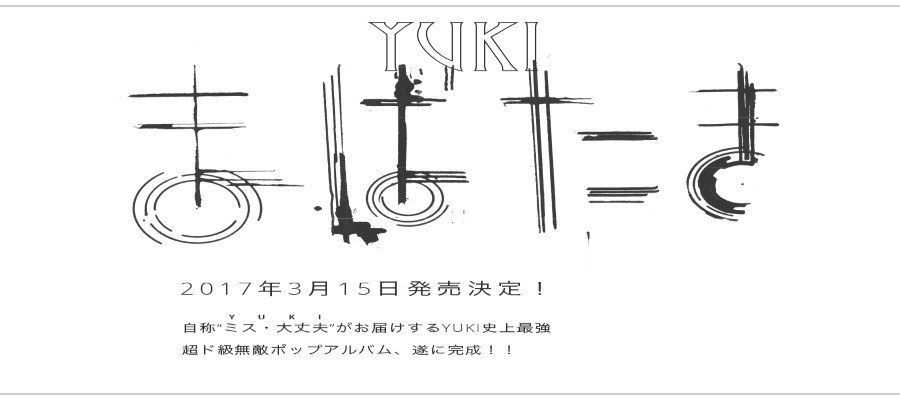 YUKI
まばたき
2017年3月15日発売決定！
Y U K I
自称“ミス・大丈夫”がお届けするYUKI史上最強
超ド級無敵ポップアルバム、遂に完成！！